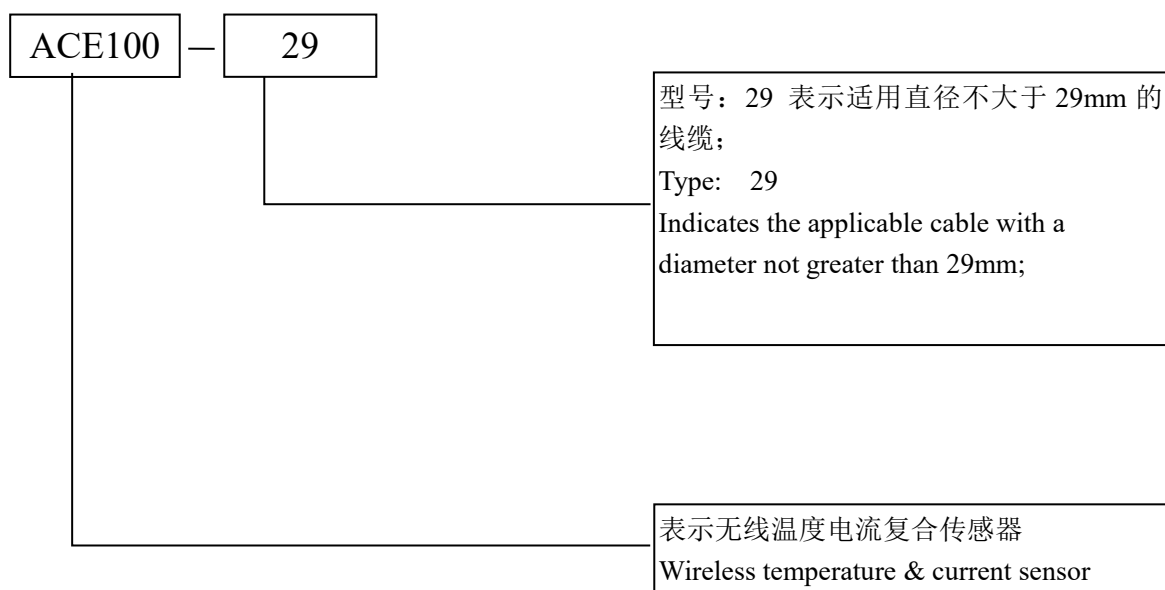 ACE100 — 29
型号：29 表示适用直径不大于 29mm 的
线缆；
Type: 29
Indicates the applicable cable with a
diameter not greater than 29mm;
表示无线温度电流复合传感器
Wireless temperature & current sensor